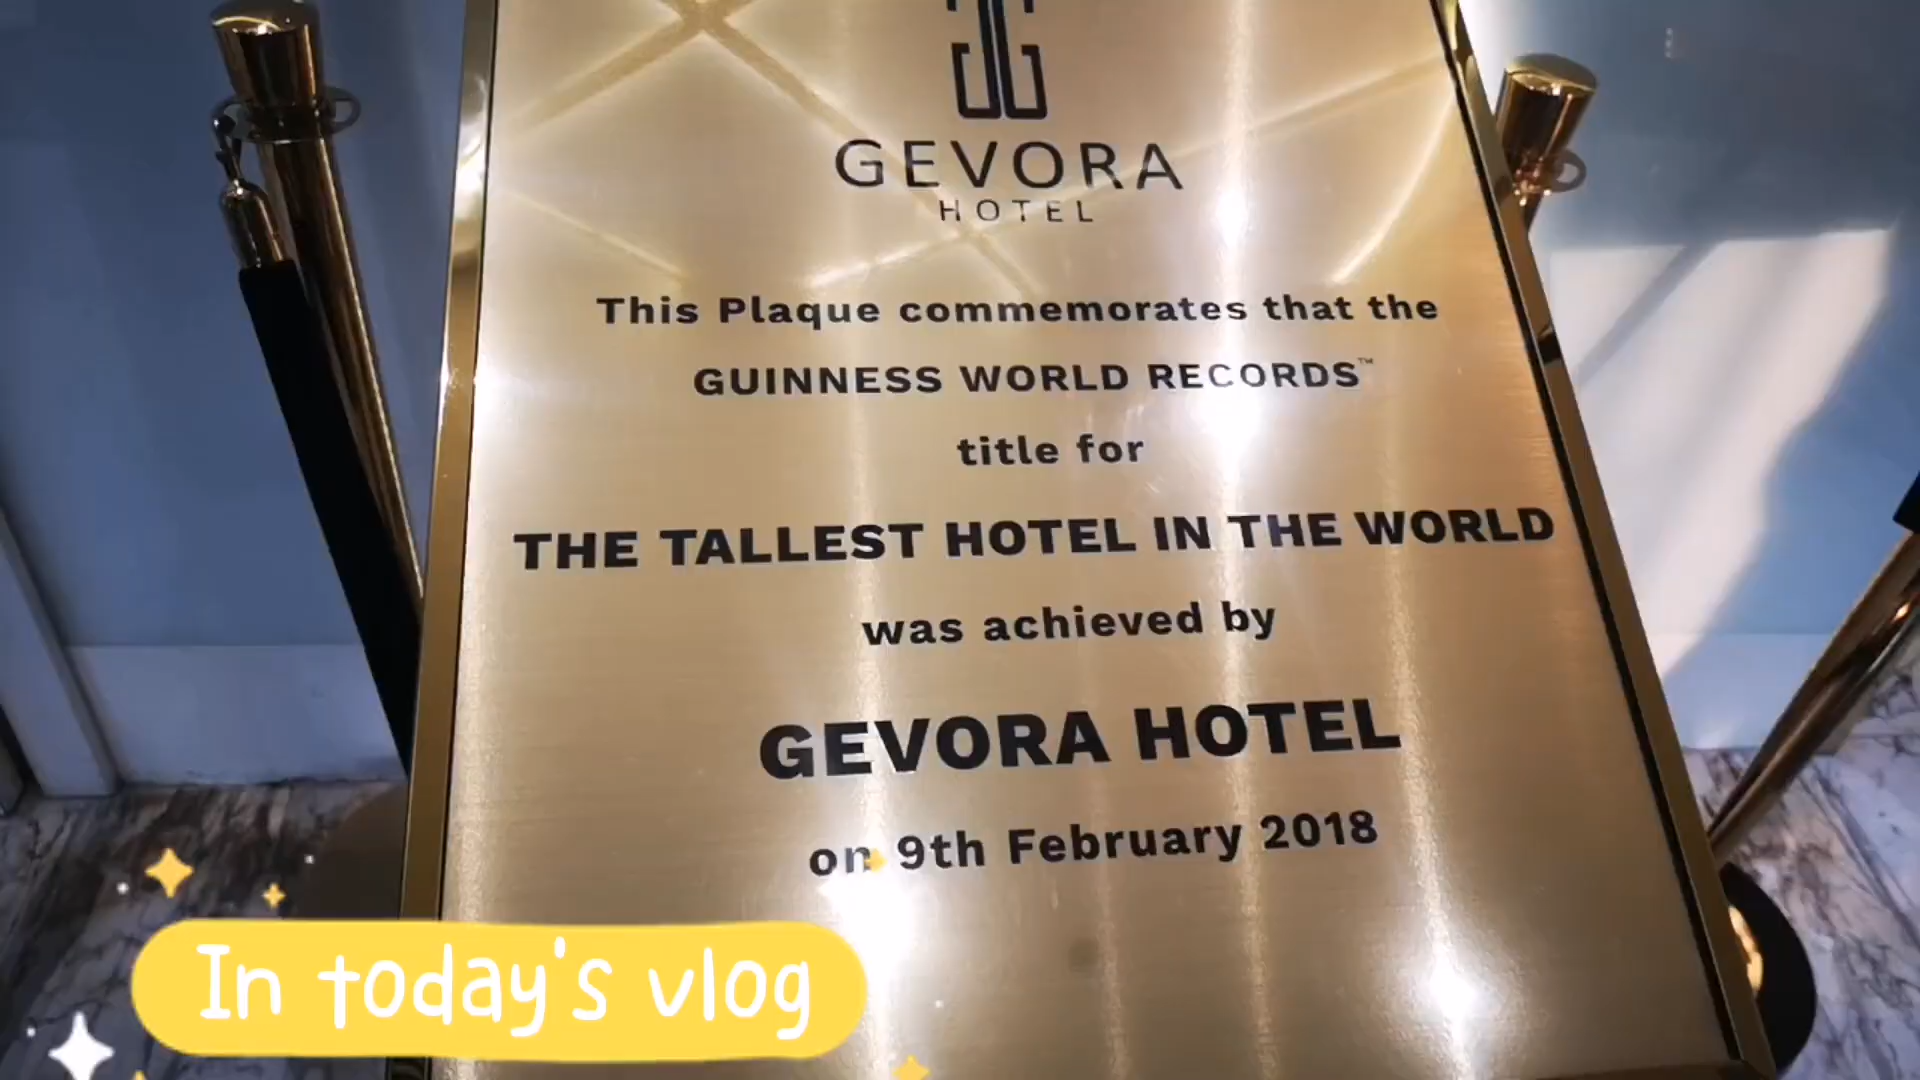 GEVORA
HOTEL
This Plaque commemorates that the
GUINNESS WORLD RECORDS™
title for
THE TALLEST HOTEL IN THE WORLD
was achieved by
GEVORA HOTEL
on 9th February 2018
In today's vlog